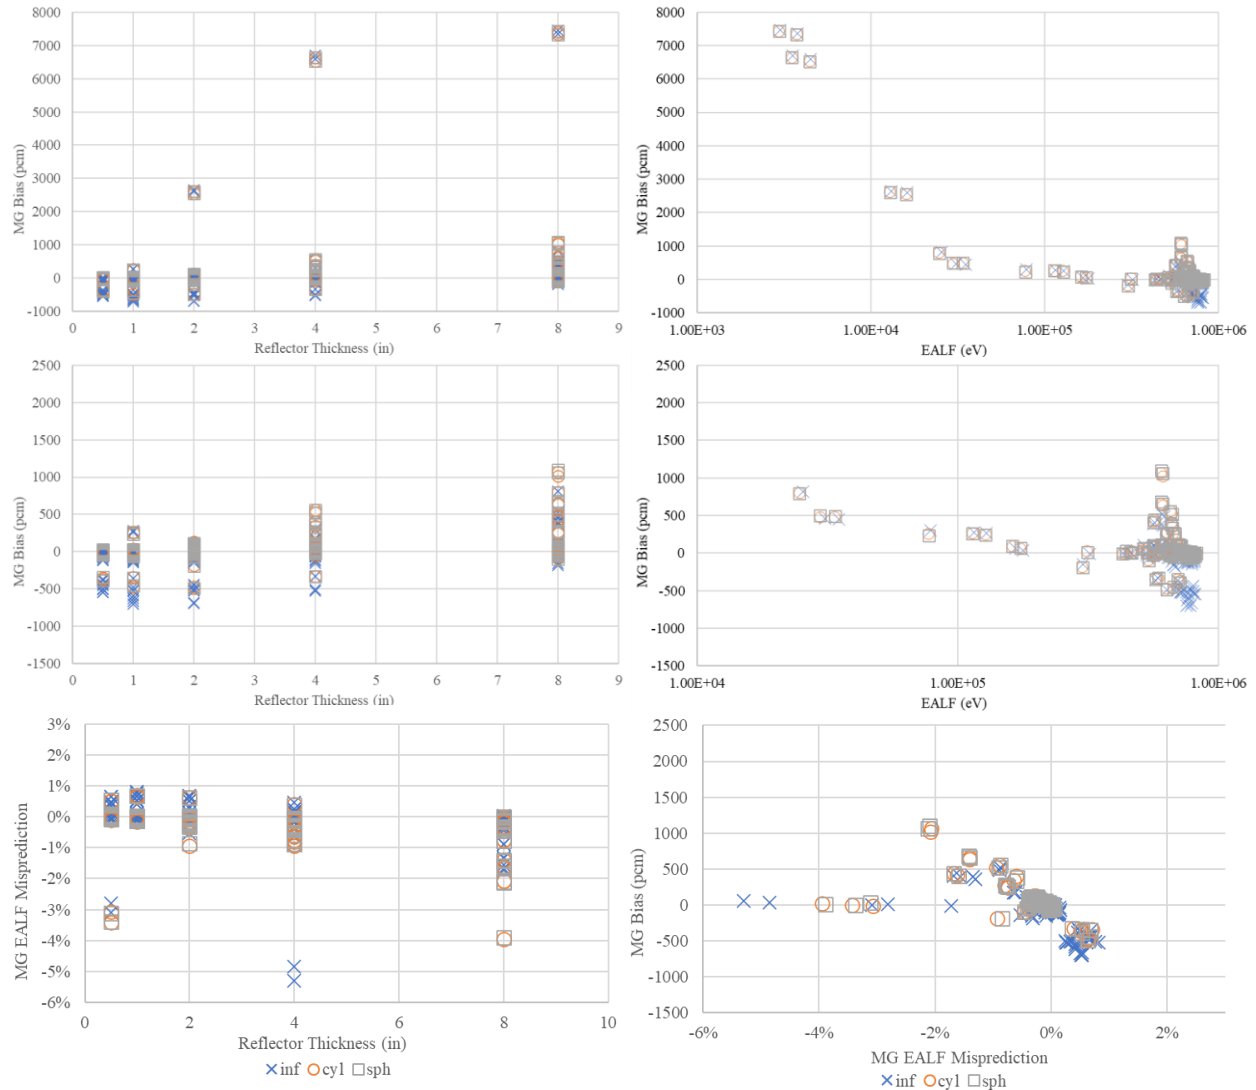 8000
7000
6000
5000
4000
3000
2000
1000
0
-1000
MG Bias (pcm)
0 1 2 3 4 5 6 7 8 9
Reflector Thickness (in)
8000
7000
6000
5000
4000
3000
2000
1000
0
-1000
MG Bias (pcm)
1.00E+03 1.00E+04 1.00E+05 1.00E+06
EALF (eV)
2500
2000
1500
1000
500
0
-500
-1000
-1500
MG Bias (pcm)
0 1 2 3 4 5 6 7 8 9
Reflector Thickness (in)
2500
2000
1500
1000
500
0
-500
-1000
-1500
MG Bias (pcm)
1.00E+04 1.00E+05 1.00E+06
EALF (eV)
3%
2%
1%
0%
-1%
-2%
-3%
-4%
-5%
-6%
MG EALF Misprediction
0 2 4 6 8 10
Reflector Thickness (in)
inf cyl sph
2500
2000
1500
1000
500
0
-500
-1000
-1500
MG Bias (pcm)
-6% -4% -2% 0% 2%
MG EALF Misprediction
inf cyl sph